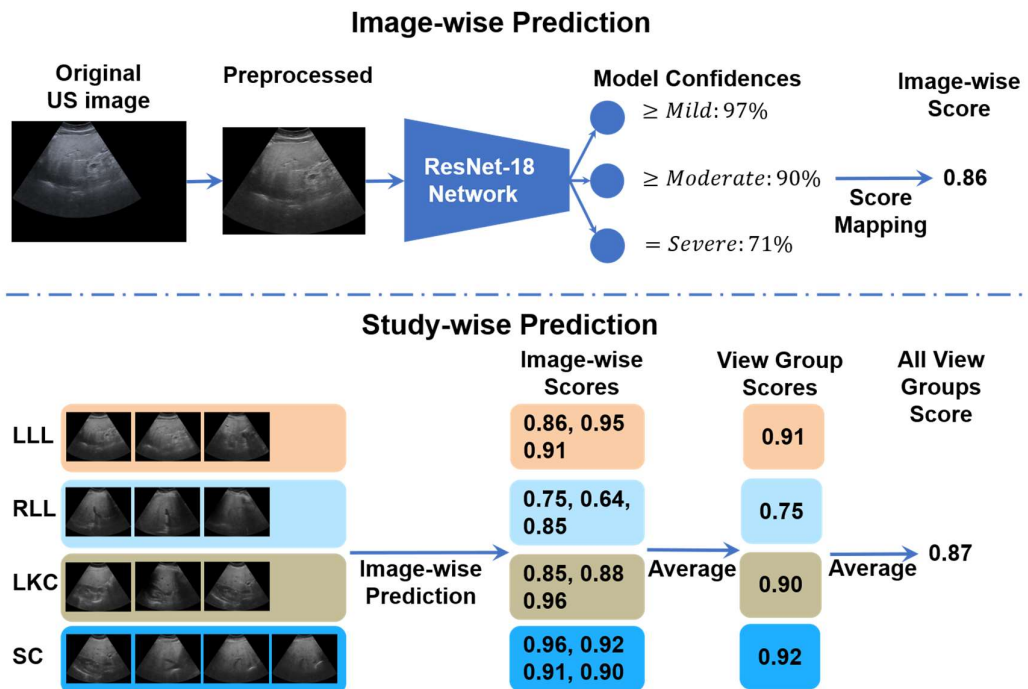 Image-wise Prediction
Original
US image
Preprocessed
ResNet-18
Network
Model Confidences
≥ Mild: 97%
≥ Moderate: 90%
= Severe: 71%
Score
Mapping
Image-wise
Score
0.86
Study-wise Prediction
Image-wise
Scores
View Group
Scores
All View
Groups
Score
LLL
0.86, 0.95
0.91
0.91
RLL
0.75, 0.64,
0.85
0.75
LKC
Image-wise
Prediction
0.85, 0.88
0.96
Average
0.90
Average
0.87
SC
0.96, 0.92
0.91, 0.90
0.92